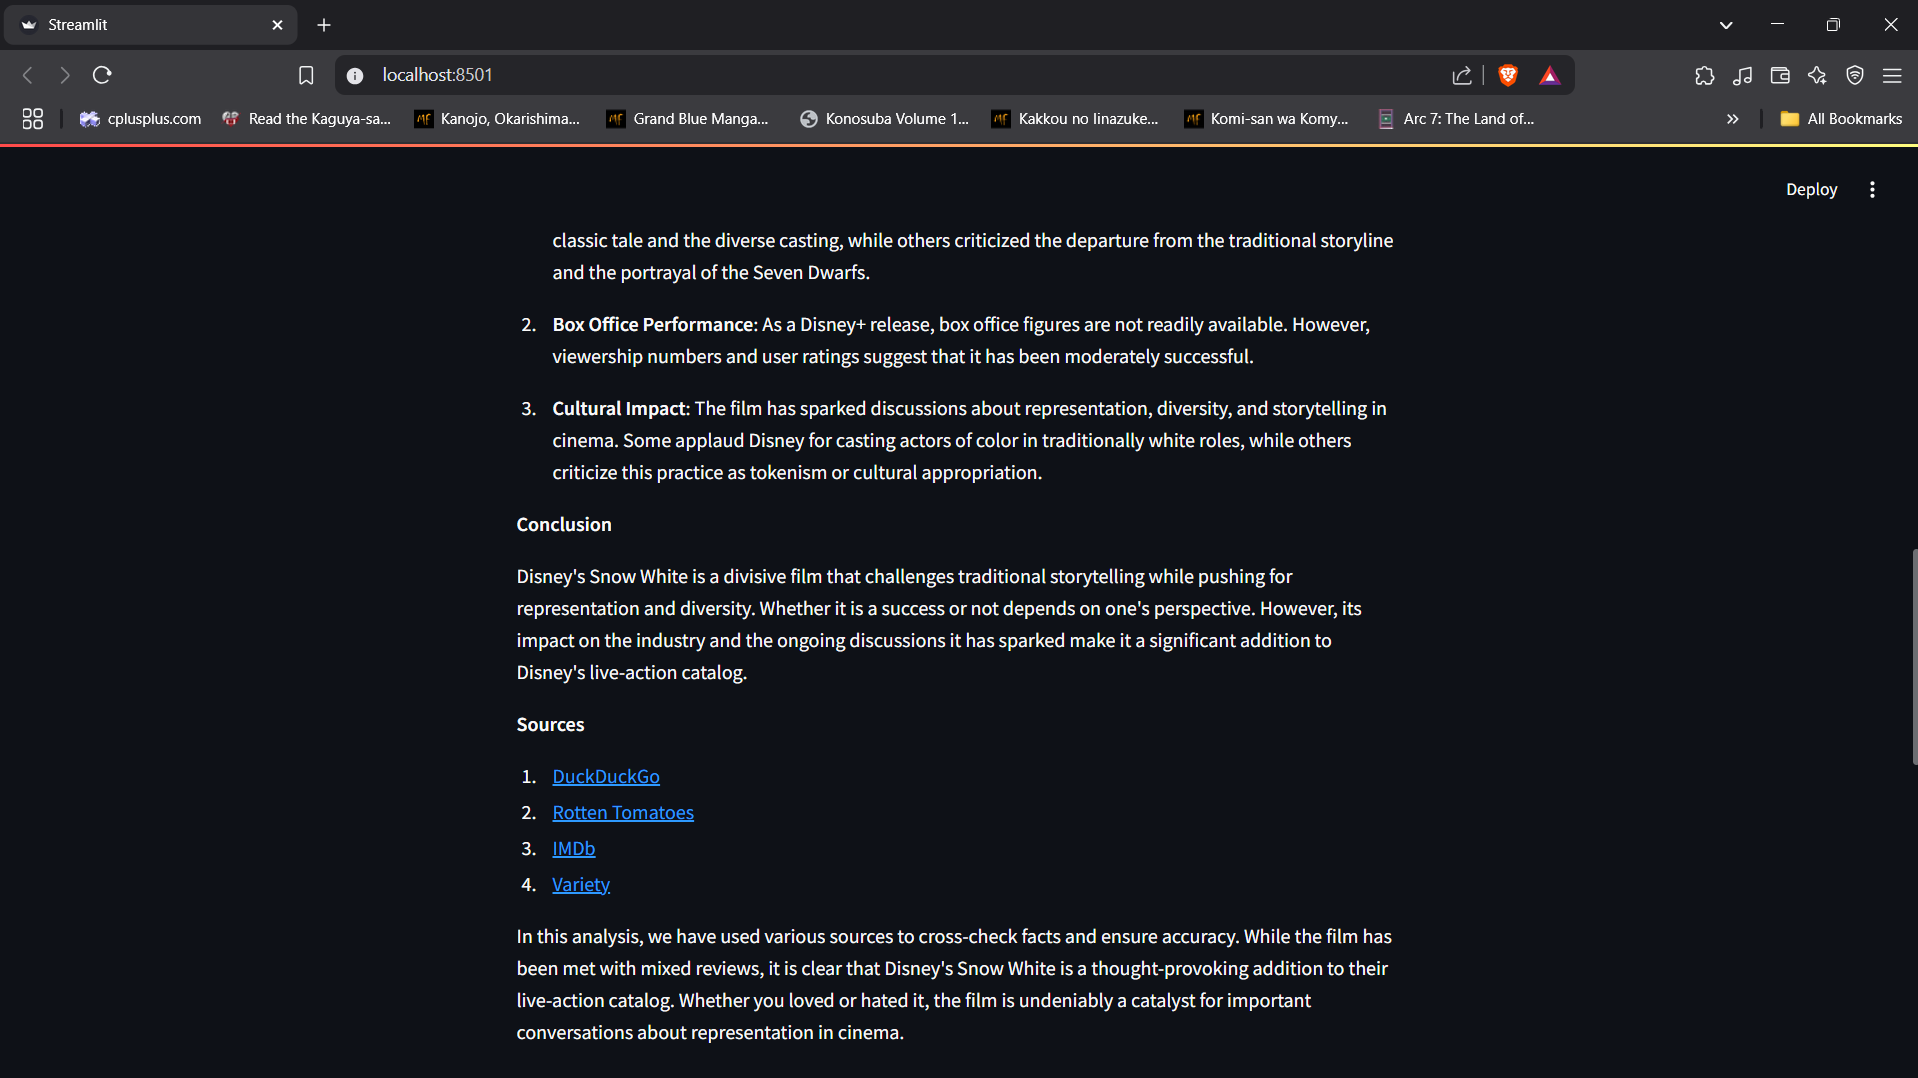 Streamlit
localhost:8501
cplusplus.com
Read the Kaguya-sa...
Kanojo, Okarishima...
Grand Blue Manga...
Konosuba Volume 1...
Kakkou no Iinazuke...
Komi-san wa Komy...
Arc 7: The Land of...
All Bookmarks
Deploy
classic tale and the diverse casting, while others criticized the departure from the traditional storyline
and the portrayal of the Seven Dwarfs.
2. Box Office Performance: As a Disney+ release, box office figures are not readily available. However,
viewership numbers and user ratings suggest that it has been moderately successful.
3. Cultural Impact: The film has sparked discussions about representation, diversity, and storytelling in
cinema. Some applaud Disney for casting actors of color in traditionally white roles, while others
criticize this practice as tokenism or cultural appropriation.
Conclusion
Disney's Snow White is a divisive film that challenges traditional storytelling while pushing for
representation and diversity. Whether it is a success or not depends on one's perspective. However, its
impact on the industry and the ongoing discussions it has sparked make it a significant addition to
Disney's live-action catalog.
Sources
1. DuckDuckGo
2. Rotten Tomatoes
3. IMDb
4. Variety
In this analysis, we have used various sources to cross-check facts and ensure accuracy. While the film has
been met with mixed reviews, it is clear that Disney's Snow White is a thought-provoking addition to their
live-action catalog. Whether you loved or hated it, the film is undeniably a catalyst for important
conversations about representation in cinema.